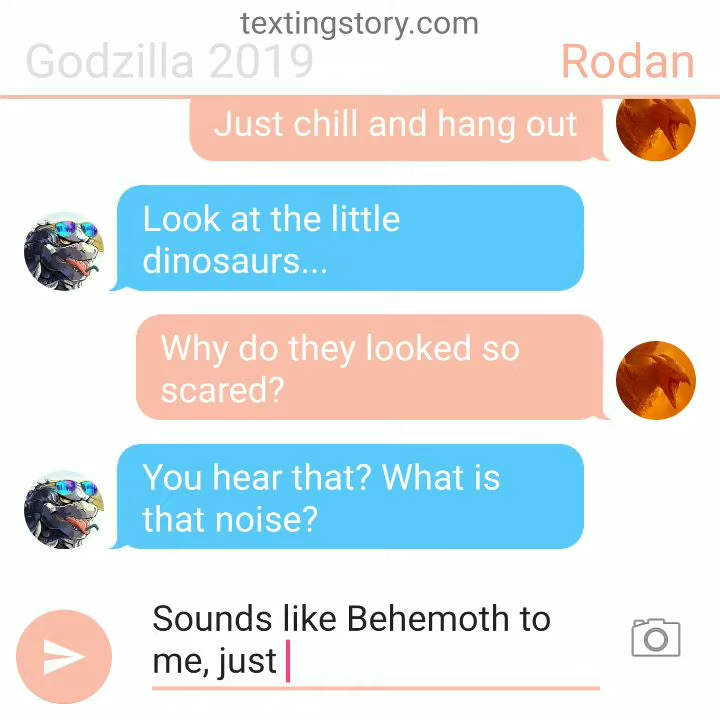 textingstory.com
Godzilla 2019
Rodan
Just chill and hang out
Look at the little
dinosaurs...
Why do they looked so
scared?
You hear that? What is
that noise?
Sounds like Behemoth to
me, just